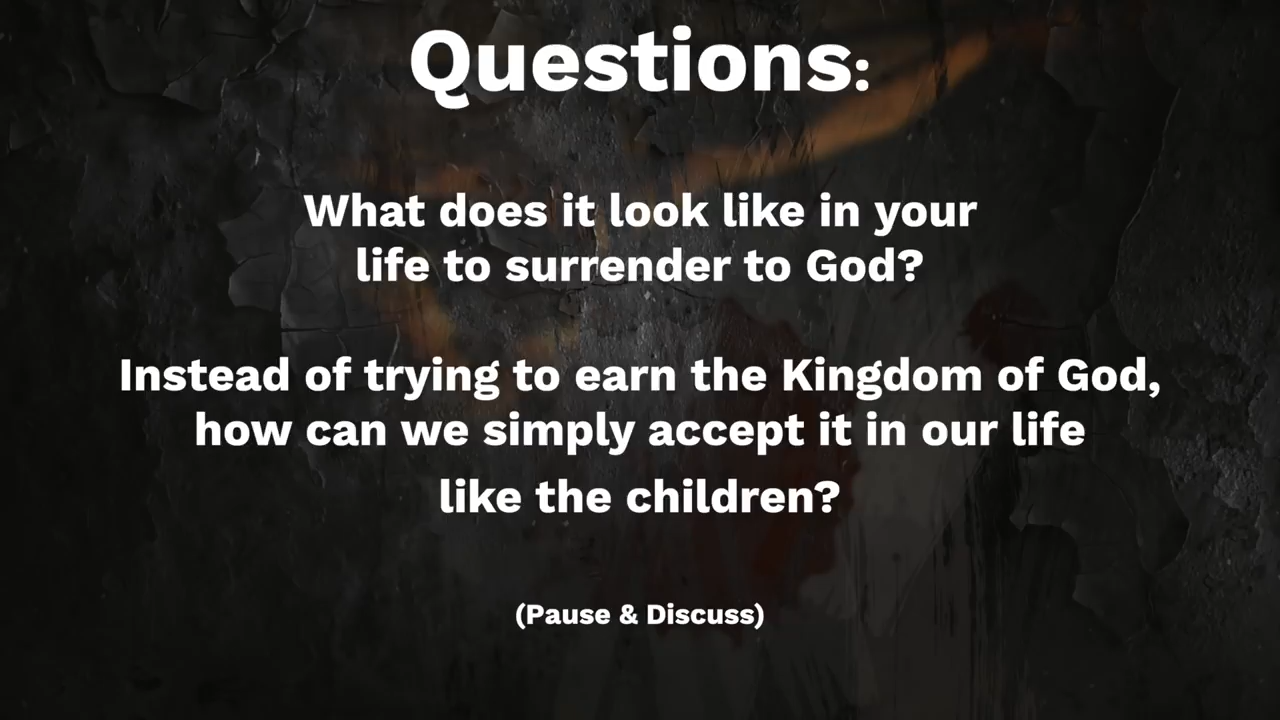 Questions:
What does it look like in your
life to surrender to God?
Instead of trying to earn the Kingdom of God,
how can we simply accept it in our life
like the children?
(Pause & Discuss)